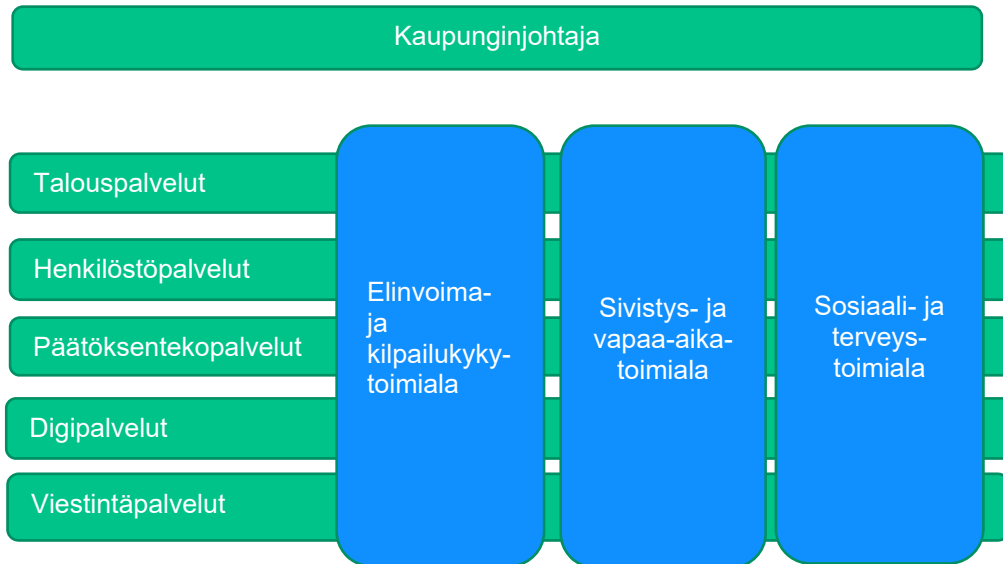 Kaupunginjohtaja
Talouspalvelut
Henkilöstöpalvelut
Päätöksentekopalvelut
Digipalvelut
Viestintäpalvelut
Elinvoima-
ja
kilpailukyky-
toimiala
Sivistys- ja
vapaa-aika-
toimiala
Sosiaali- ja
terveys-
toimiala